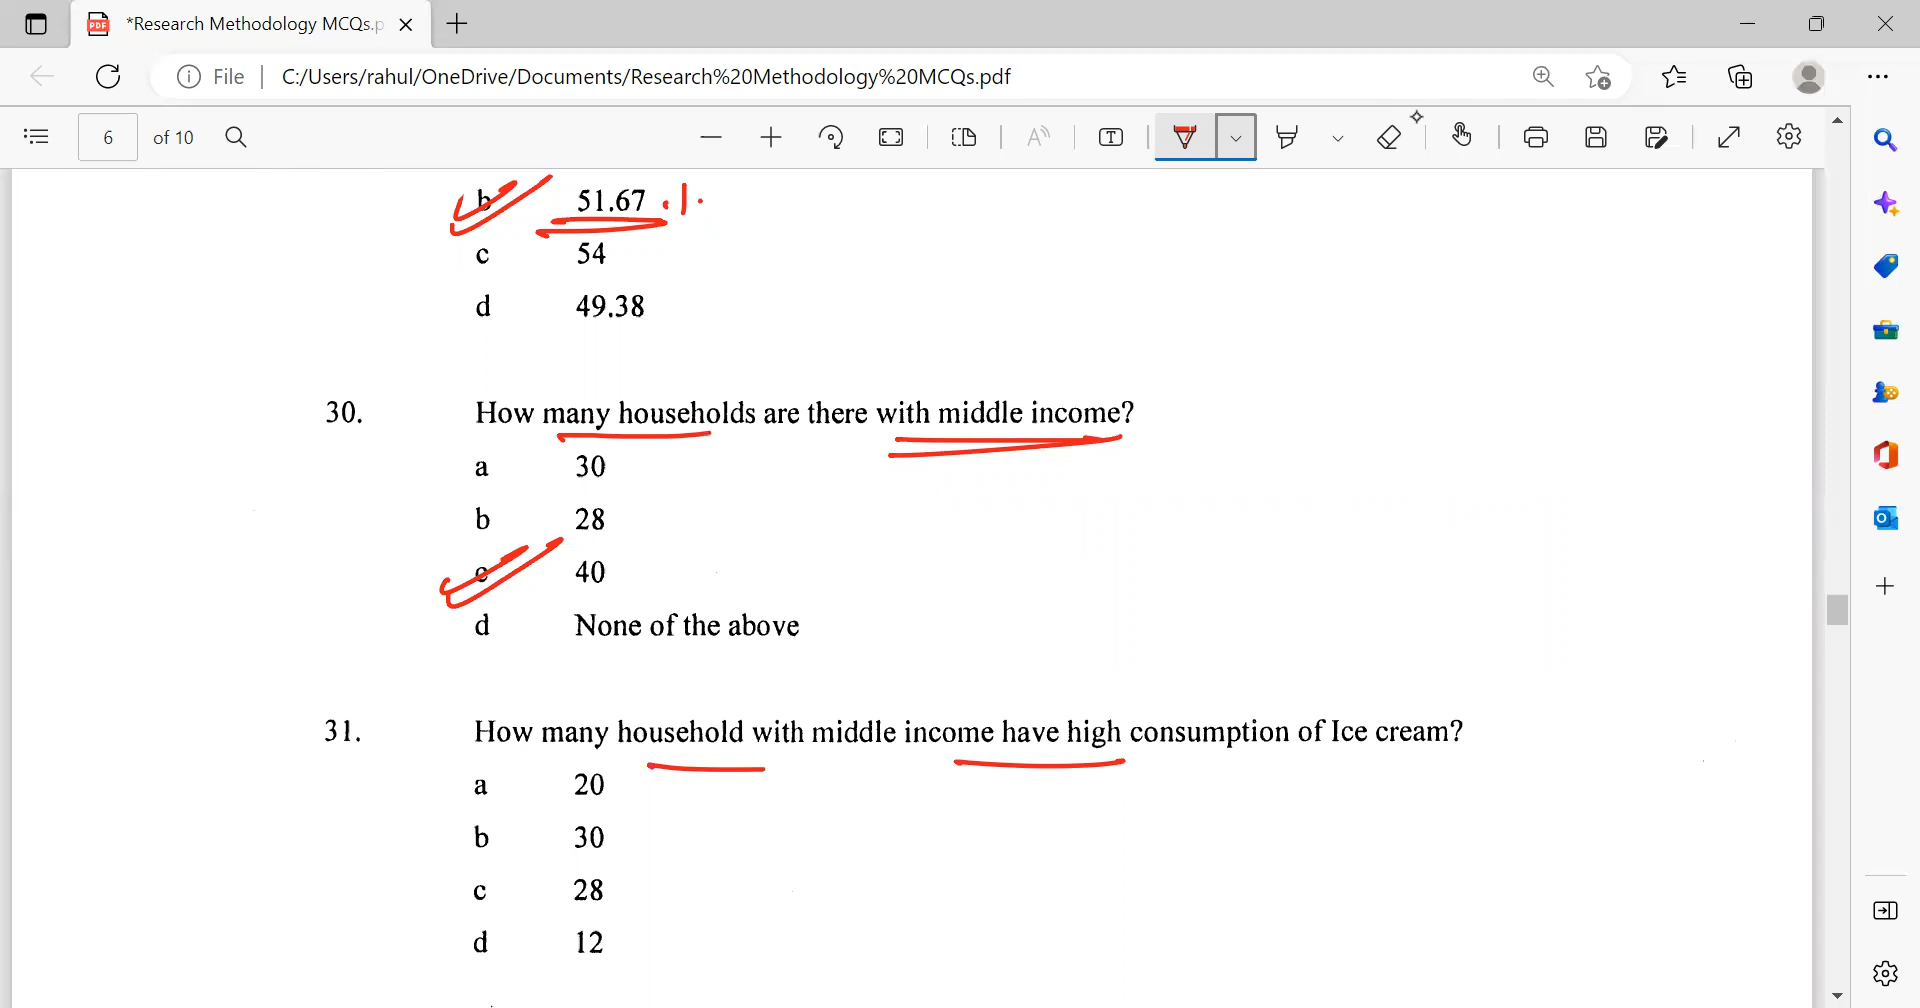 *Research Methodology MCQs.p
File | C:/Users/rahul/OneDrive/Documents/Research%20Methodology%20MCQs.pdf
6 of 10
b 51.67 .1.
c 54
d 49.38
30. How many households are there with middle income?
a 30
b 28
c 40
d None of the above
31. How many household with middle income have high consumption of Ice cream?
a 20
b 30
c 28
d 12